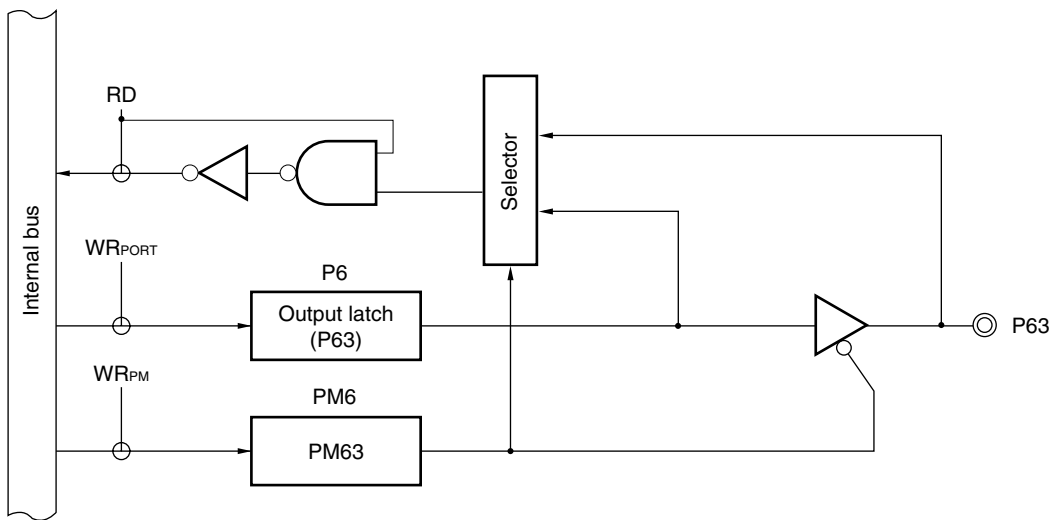 RD
Selector
Internal bus
WRPORT
P6
Output latch
(P63)
P63
WRPM
PM6
PM63